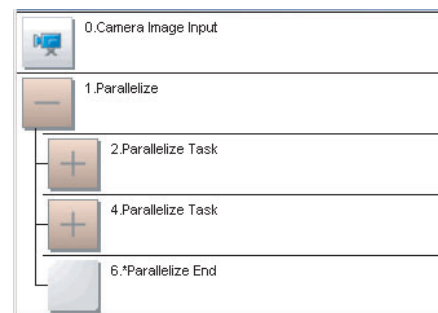 0.Camera Image Input
1.Parallelize
2.Parallelize Task
4.Parallelize Task
6.*Parallelize End